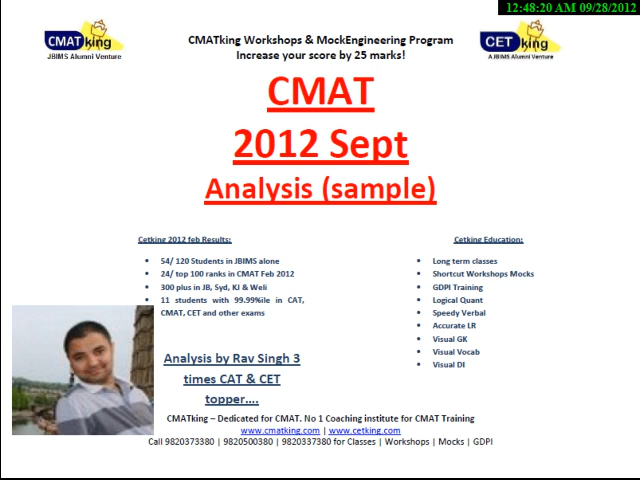 12:48:20 AM 09/28/2012
CMATking
JBIMS Alumni Venture
CMATking Workshops & MockEngineering Program
Increase your score by 25 marks!
CETking
A JBIMS Alumni Venture
CMAT
2012 Sept
Analysis (sample)
Cetking 2012 feb Results:
• 54/ 120 Students in JBIMS alone
• 24/ top 100 ranks in CMAT Feb 2012
• 300 plus in JB, Syd, KJ & Weli
• 11 students with 99.99%ile in CAT,
CMAT, CET and other exams
Cetking Education:
• Long term classes
• Shortcut Workshops Mocks
• GDPI Training
• Logical Quant
• Speedy Verbal
• Accurate LR
• Visual GK
• Visual Vocab
• Visual DI
Analysis by Rav Singh 3
times CAT & CET
topper....
CMATking – Dedicated for CMAT. No 1 Coaching institute for CMAT Training
www.cmatking.com | www.cetking.com
Call 9820373380 | 9820500380 | 9820337380 for Classes | Workshops | Mocks | GDPI